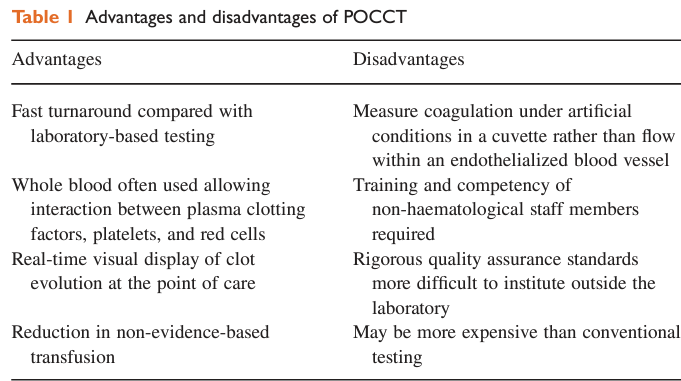 Table 1 Advantages and disadvantages of POCCT
Advantages
Disadvantages
Fast turnaround compared with
laboratory-based testing
Measure coagulation under artificial
conditions in a cuvette rather than flow
within an endothelialized blood vessel
Whole blood often used allowing
interaction between plasma clotting
factors, platelets, and red cells
Training and competency of
non-haematological staff members
required
Real-time visual display of clot
evolution at the point of care
Rigorous quality assurance standards
more difficult to institute outside the
laboratory
Reduction in non-evidence-based
transfusion
May be more expensive than conventional
testing